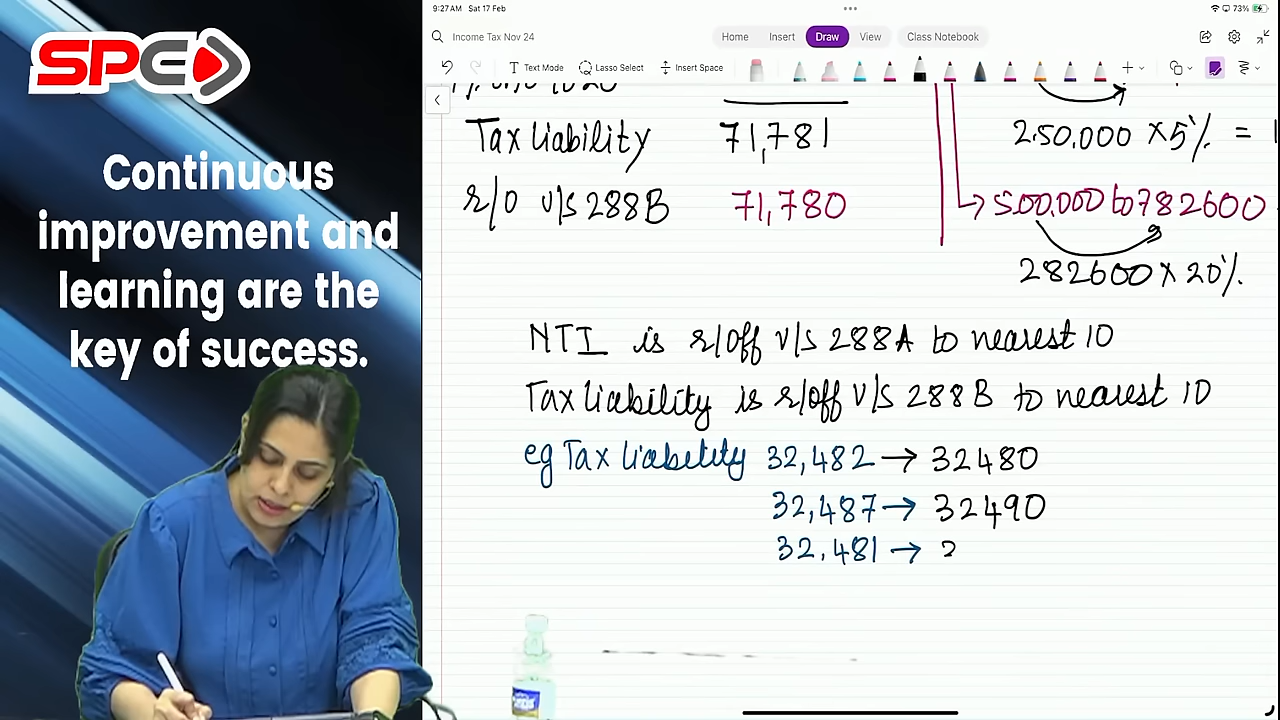 SPC
Continuous
improvement and
learning are the
key of success.
9:27 AM Sat 17 Feb
73%
Income Tax Nov 24
Home Insert Draw View Class Notebook
Text Mode Lasso Select Insert Space
Tax liability 71,781
r/o v/s 288B 71,780
2,50,000 × 5% =
500,000 to 782600
282600 × 20%
NTI is r/off v/s 288A to nearest 10
Tax liability is r/off v/s 288B to nearest 10
eg Tax liability 32,482 → 32480
32,487 → 32490
32,481 →